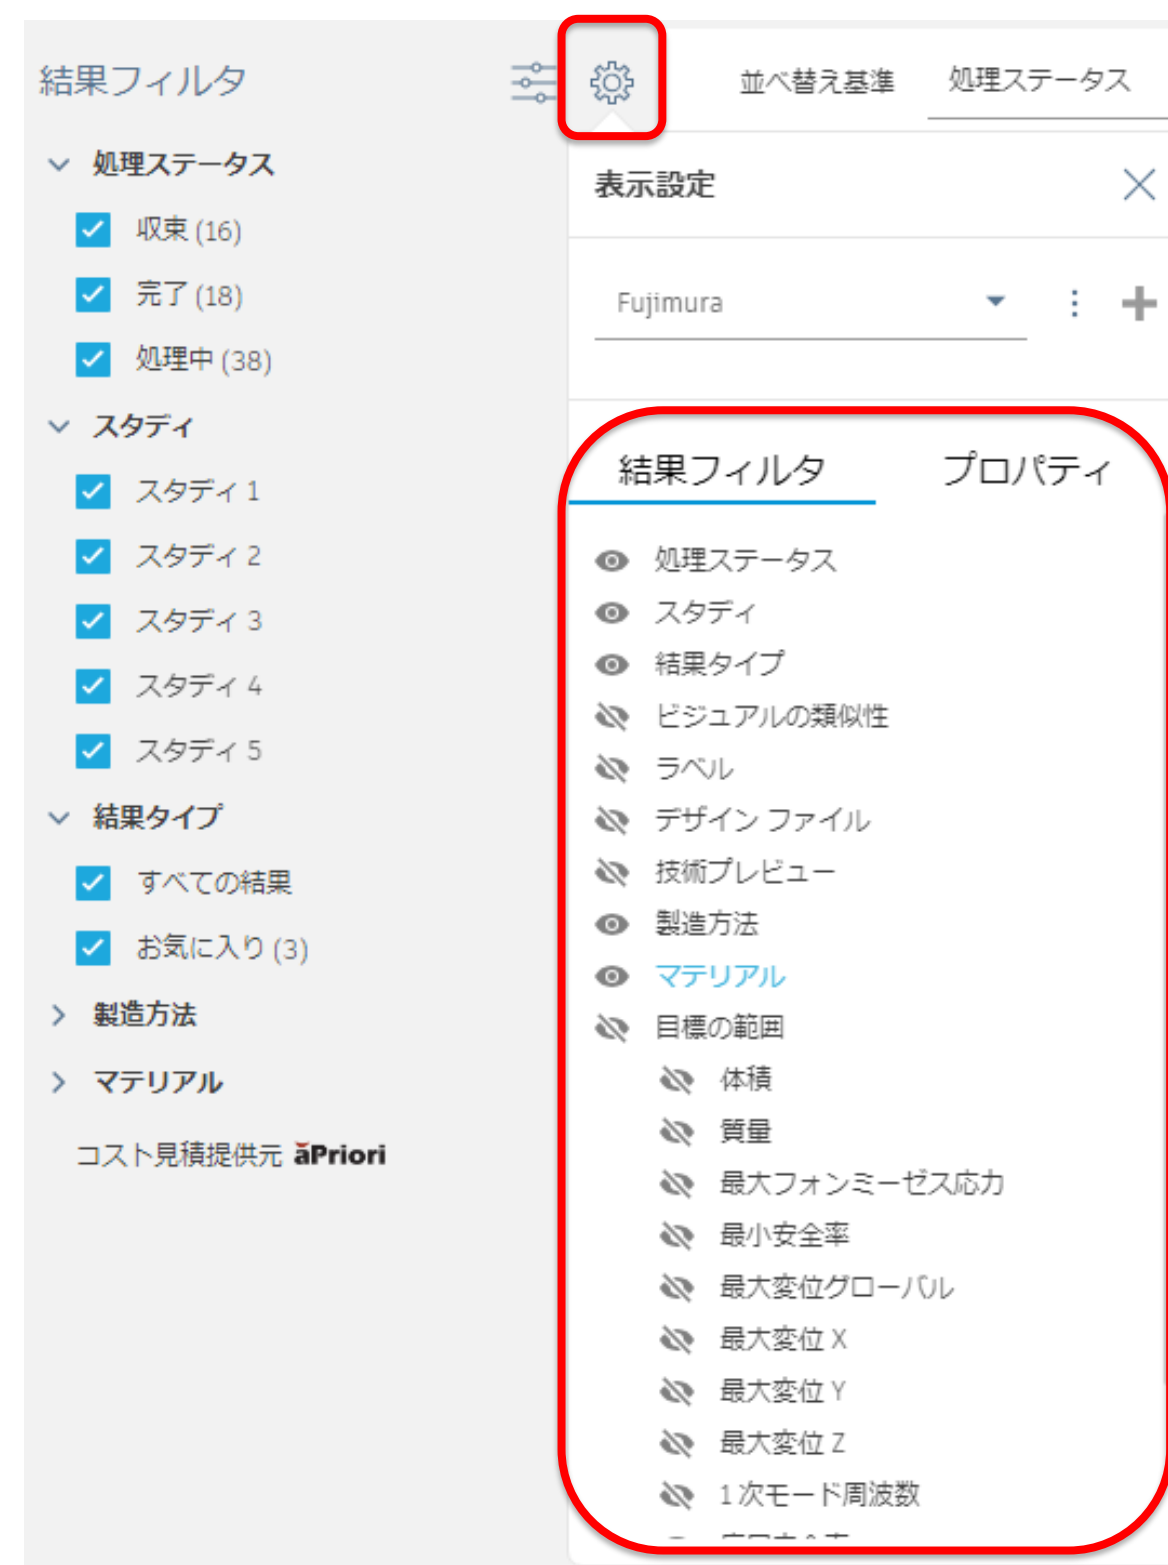 結果フィルタ
処理ステータス
収束 (16)
完了 (18)
処理中 (38)
スタディ
スタディ 1
スタディ 2
スタディ 3
スタディ 4
スタディ 5
結果タイプ
すべての結果
お気に入り (3)
製造方法
マテリアル
コスト見積提供元 aPriori
並べ替え基準 処理ステータス
表示設定
Fujimura
結果フィルタ プロパティ
処理ステータス
スタディ
結果タイプ
ビジュアルの類似性
ラベル
デザイン ファイル
技術プレビュー
製造方法
マテリアル
目標の範囲
体積
質量
最大フォンミーゼス応力
最小安全率
最大変位グローバル
最大変位 X
最大変位 Y
最大変位 Z
1 次モード周波数